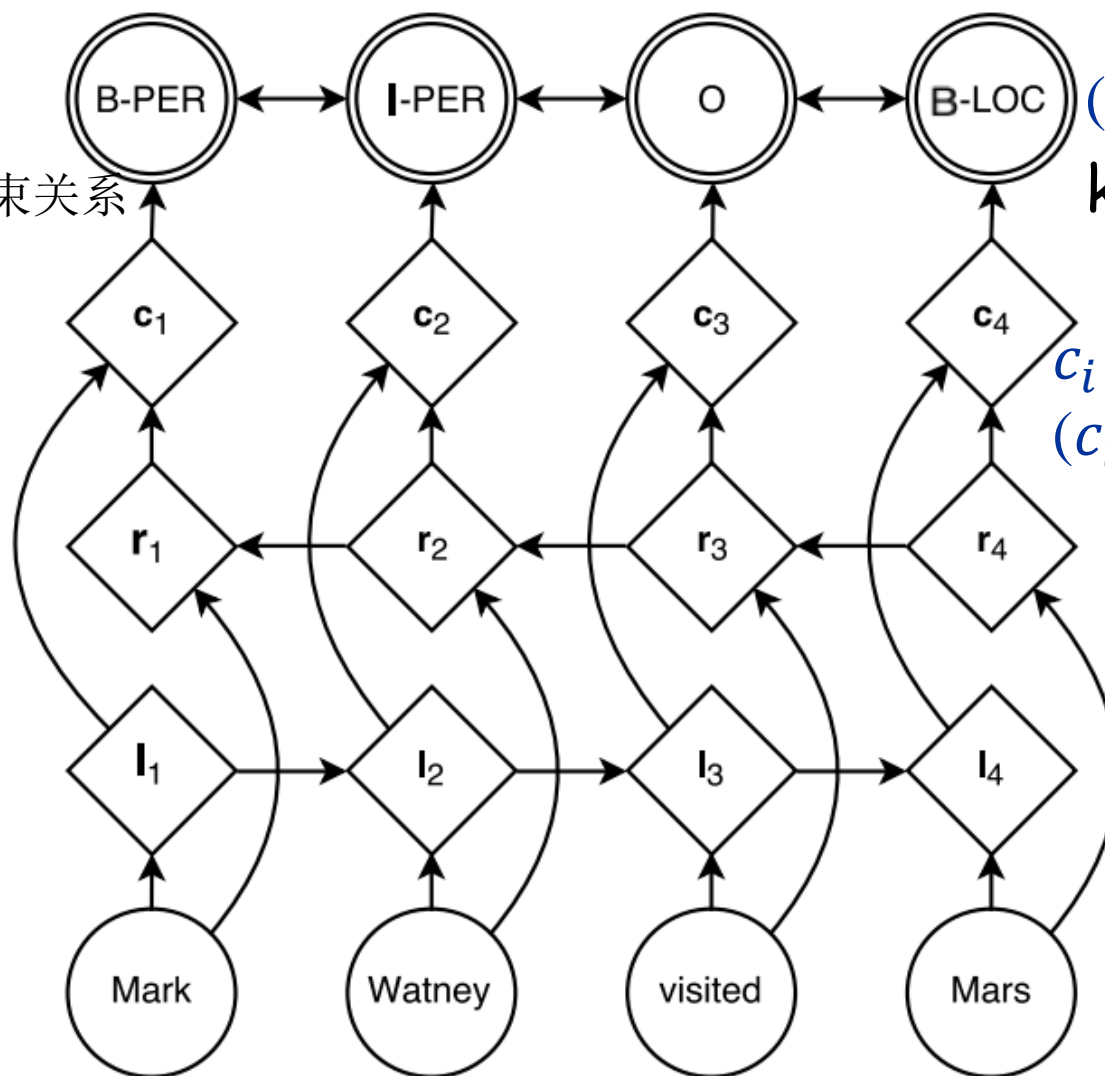 B-PER I-PER O B-LOC (
束关系 k
c₁ c₂ c₃ c₄
cᵢ
(c
r₁ r₂ r₃ r₄
l₁ l₂ l₃ l₄
Mark Watney visited Mars